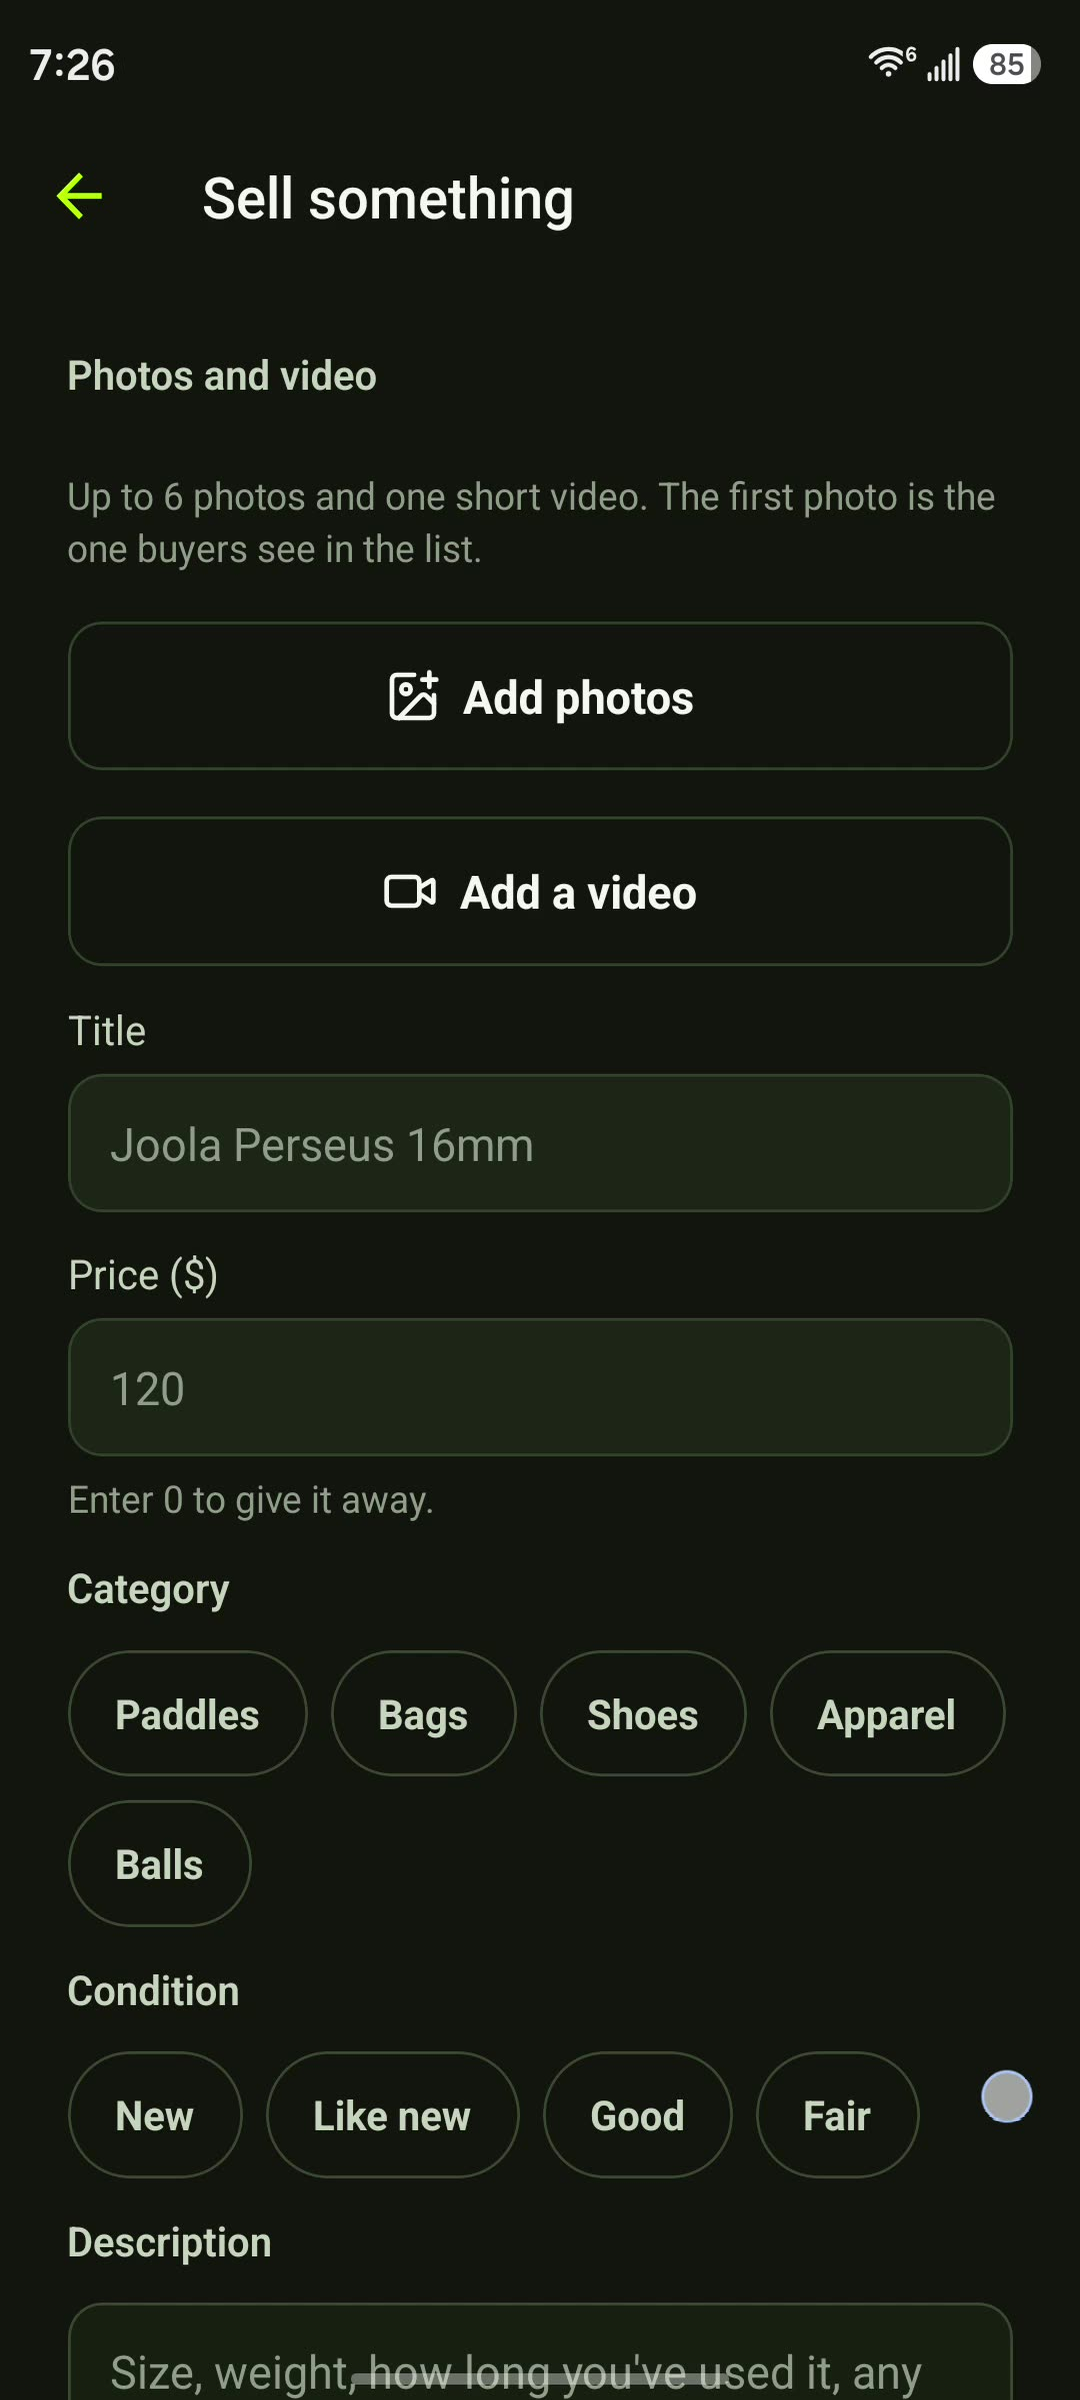 7:26
6
85
Sell something
Photos and video
Up to 6 photos and one short video. The first photo is the
one buyers see in the list.
Add photos
Add a video
Title
Joola Perseus 16mm
Price ($)
120
Enter 0 to give it away.
Category
Paddles Bags Shoes Apparel
Balls
Condition
New Like new Good Fair
Description
Size, weight, how long you've used it, any